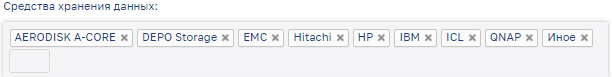 Средства хранения данных:
AERODISK A-CORE × DEPO Storage × EMC × Hitachi × HP × IBM × ICL × QNAP × Иное ×